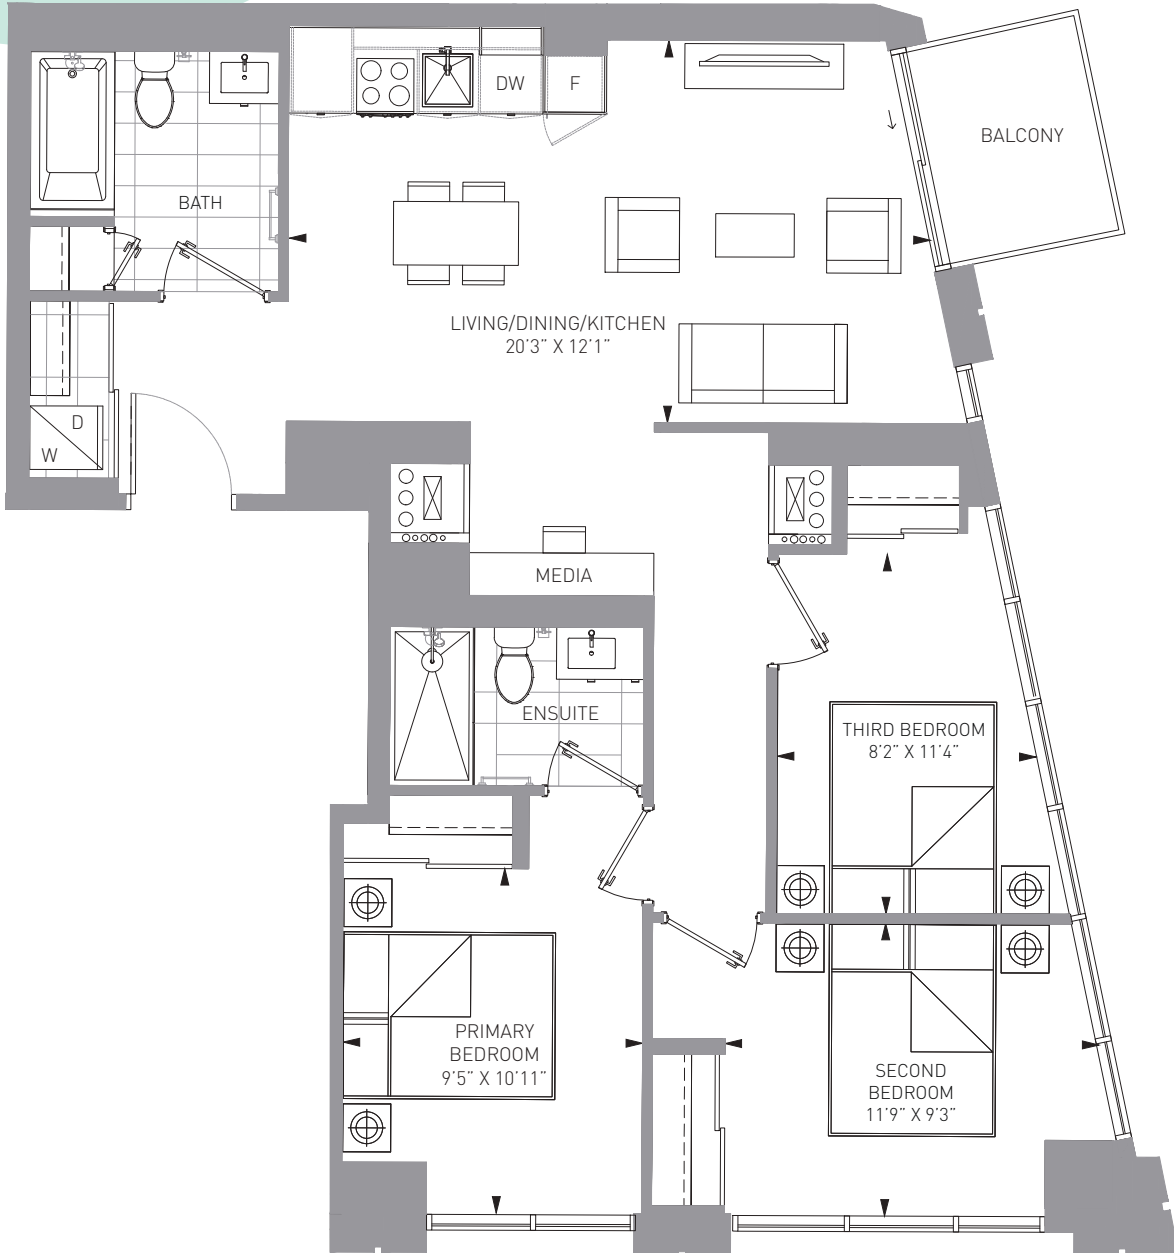 DW
F
BALCONY
BATH
LIVING/DINING/KITCHEN
20'3" X 12'1"
D
W
MEDIA
ENSUITE
THIRD BEDROOM
8'2" X 11'4"
PRIMARY
BEDROOM
9'5" X 10'11"
SECOND
BEDROOM
11'9" X 9'3"